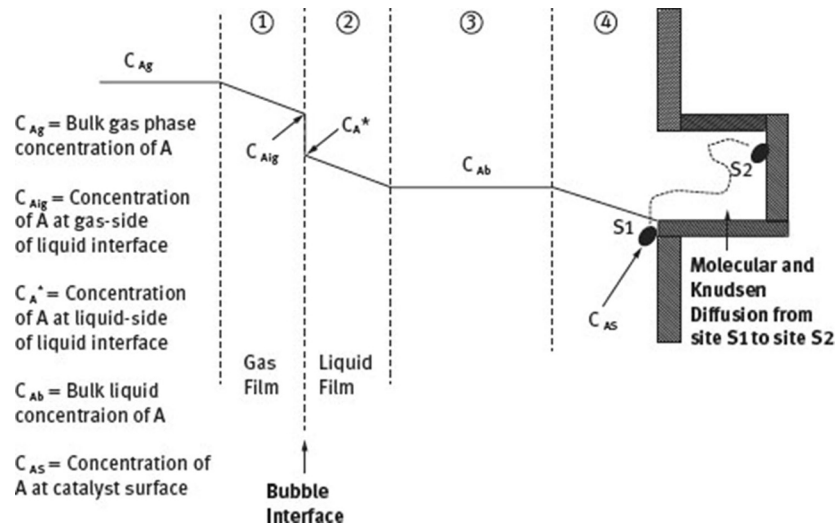 ① ② ③ ④
C Ag
C Ag = Bulk gas phase
concentration of A
C Aig = Concentration
of A at gas-side
of liquid interface
C A* = Concentration
of A at liquid-side
of liquid interface
C Ab = Bulk liquid
concentraion of A
C AS = Concentration of
A at catalyst surface
C Aig
C A*
C Ab
S2
S1
C AS
Molecular and
Knudsen
Diffusion from
site S1 to site S2
Gas
Film
Liquid
Film
Bubble
Interface